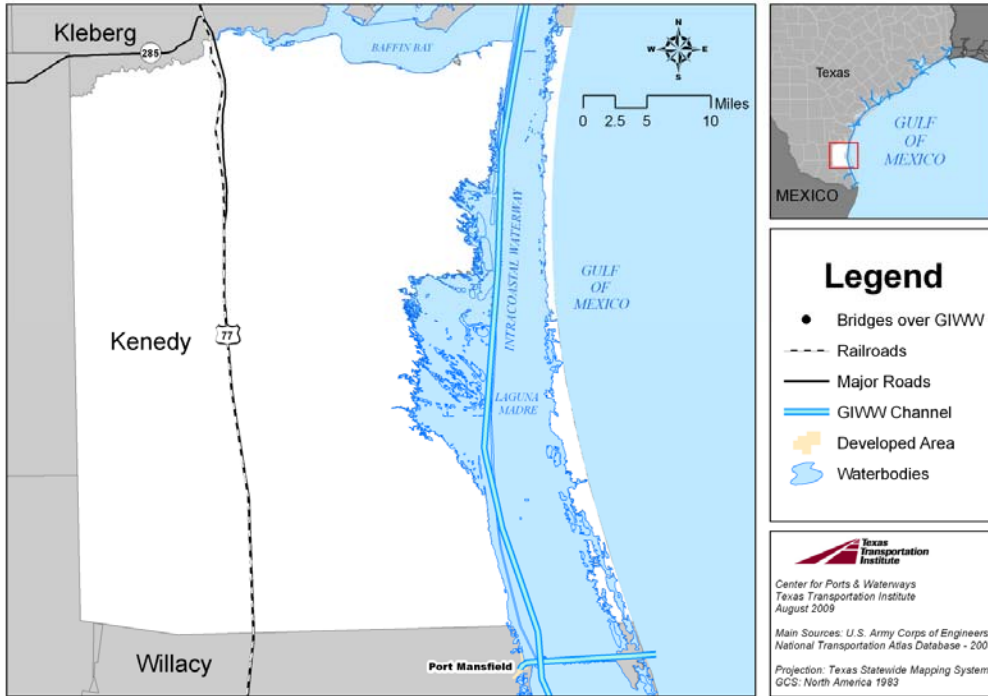 Kleberg
285
BAFFIN BAY
N
W E
S
Miles
0 2.5 5 10
INTRACOASTAL WATERWAY
GULF
OF
MEXICO
Kenedy
77
LAGUNA
MADRE
Willacy
Port Mansfield
Texas
GULF
OF
MEXICO
MEXICO
Legend
Bridges over GIWW
Railroads
Major Roads
GIWW Channel
Developed Area
Waterbodies
Texas
Transportation
Institute
Center for Ports & Waterways
Texas Transportation Institute
August 2009
Main Sources: U.S. Army Corps of Engineers
National Transportation Atlas Database - 200
Projection: Texas Statewide Mapping System
GCS: North America 1983